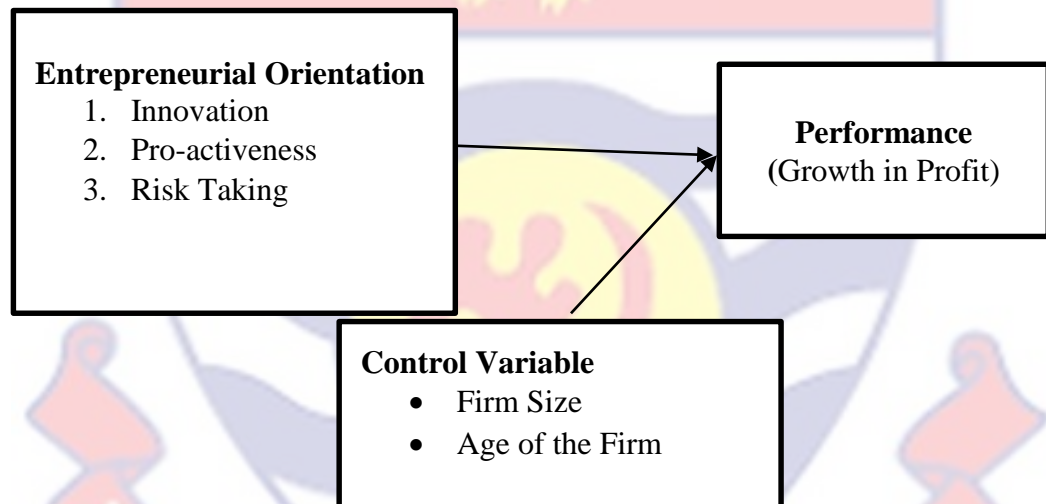 Entrepreneurial Orientation
1. Innovation
2. Pro-activeness
3. Risk Taking
Performance
(Growth in Profit)
Control Variable
• Firm Size
• Age of the Firm